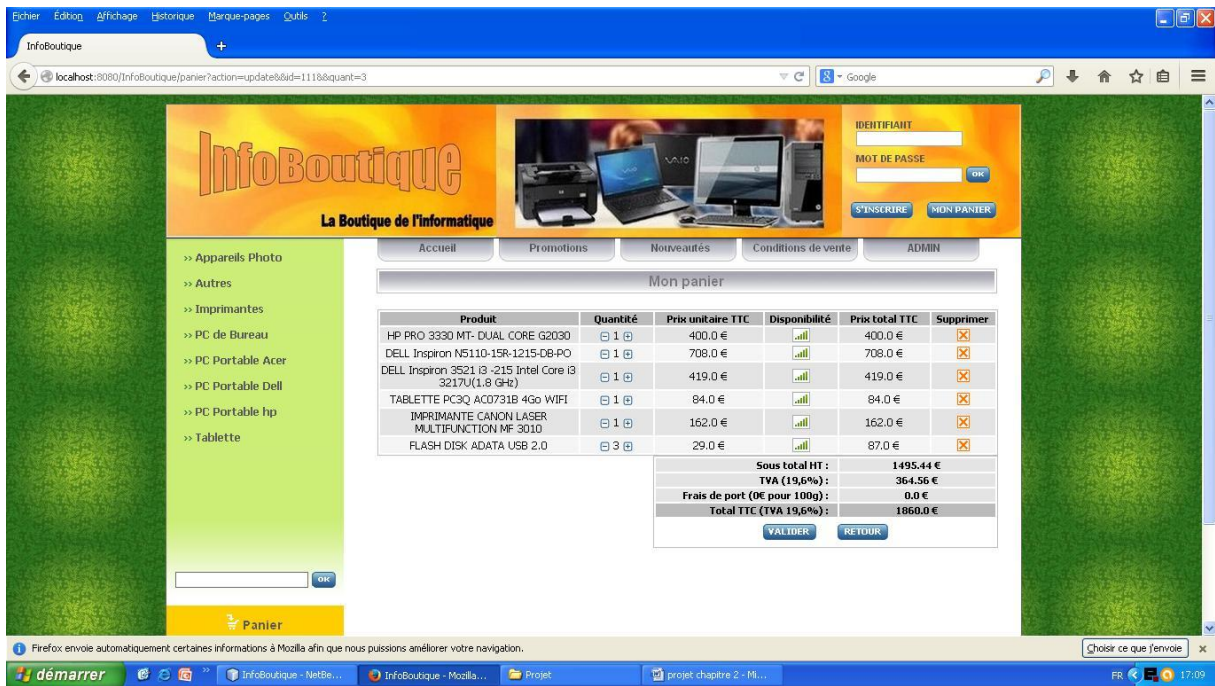 Fichier Édition Affichage Historique Marque-pages Outils ?
InfoBoutique
localhost:8080/InfoBoutique/panier?action=update&&id=111&&quant=3
Google
InfoBoutique
La Boutique de l'informatique
VAIO
IDENTIFIANT
MOT DE PASSE
OK
S'INSCRIRE MON PANIER
Accueil Promotions Nouveautés Conditions de vente ADMIN
›› Appareils Photo
›› Autres
›› Imprimantes
›› PC de Bureau
›› PC Portable Acer
›› PC Portable Dell
›› PC Portable hp
›› Tablette
OK
Panier
Mon panier
Produit Quantité Prix unitaire TTC Disponibilité Prix total TTC Supprimer
HP PRO 3330 MT- DUAL CORE G2030 1 400.0 € 400.0 €
DELL Inspiron N5110-15R-1215-DB-PO 1 708.0 € 708.0 €
DELL Inspiron 3521 i3 -215 Intel Core i3
3217U(1.8 GHz) 1 419.0 € 419.0 €
TABLETTE PC3Q AC0731B 4Go WIFI 1 84.0 € 84.0 €
IMPRIMANTE CANON LASER
MULTIFUNCTION MF 3010 1 162.0 € 162.0 €
FLASH DISK ADATA USB 2.0 3 29.0 € 87.0 €
Sous total HT : 1495.44 €
TVA (19,6%) : 364.56 €
Frais de port (0€ pour 100g) : 0.0 €
Total TTC (TVA 19,6%) : 1860.0 €
VALIDER RETOUR
Firefox envoie automatiquement certaines informations à Mozilla afin que nous puissions améliorer votre navigation. Choisir ce que j'envoie
démarrer InfoBoutique - NetBe... InfoBoutique - Mozilla... Projet projet chapitre 2 - Mi... FR 17:09